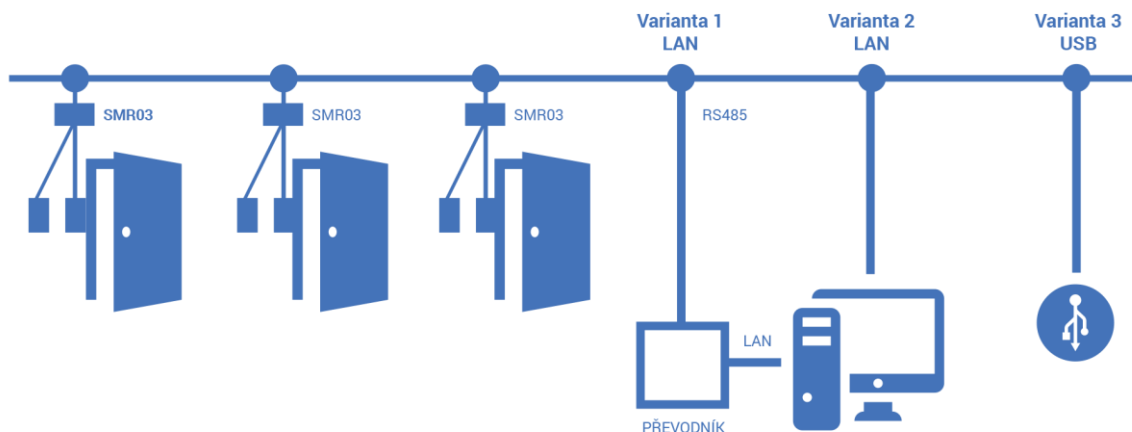 Varianta 1
LAN
Varianta 2
LAN
Varianta 3
USB
SMR03
SMR03
SMR03
RS485
LAN
PŘEVODNÍK